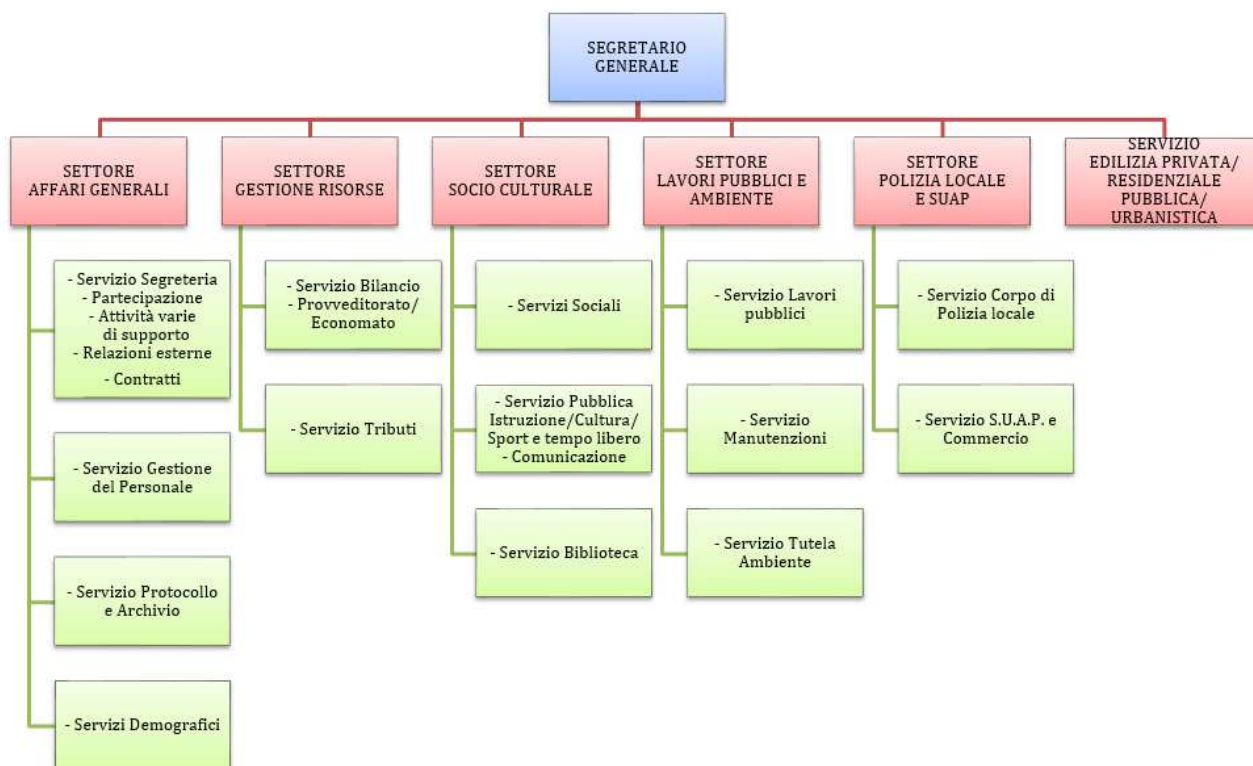 SEGRETARIO
GENERALE
SETTORE
AFFARI GENERALI
SETTORE
GESTIONE RISORSE
SETTORE
SOCIO CULTURALE
SETTORE
LAVORI PUBBLICI E
AMBIENTE
SETTORE
POLIZIA LOCALE
E SUAP
SERVIZIO
EDILIZIA PRIVATA/
RESIDENZIALE
PUBBLICA/
URBANISTICA
- Servizio Segreteria
- Partecipazione
- Attività varie
di supporto
- Relazioni esterne
- Contratti
- Servizio Gestione
del Personale
- Servizio Protocollo
e Archivio
- Servizi Demografici
- Servizio Bilancio
- Provveditorato/
Economato
- Servizio Tributi
- Servizi Sociali
- Servizio Pubblica
Istruzione/Cultura/
Sport e tempo libero
- Comunicazione
- Servizio Biblioteca
- Servizio Lavori
pubblici
- Servizio
Manutenzioni
- Servizio Tutela
Ambiente
- Servizio Corpo di
Polizia locale
- Servizio S.U.A.P. e
Commercio